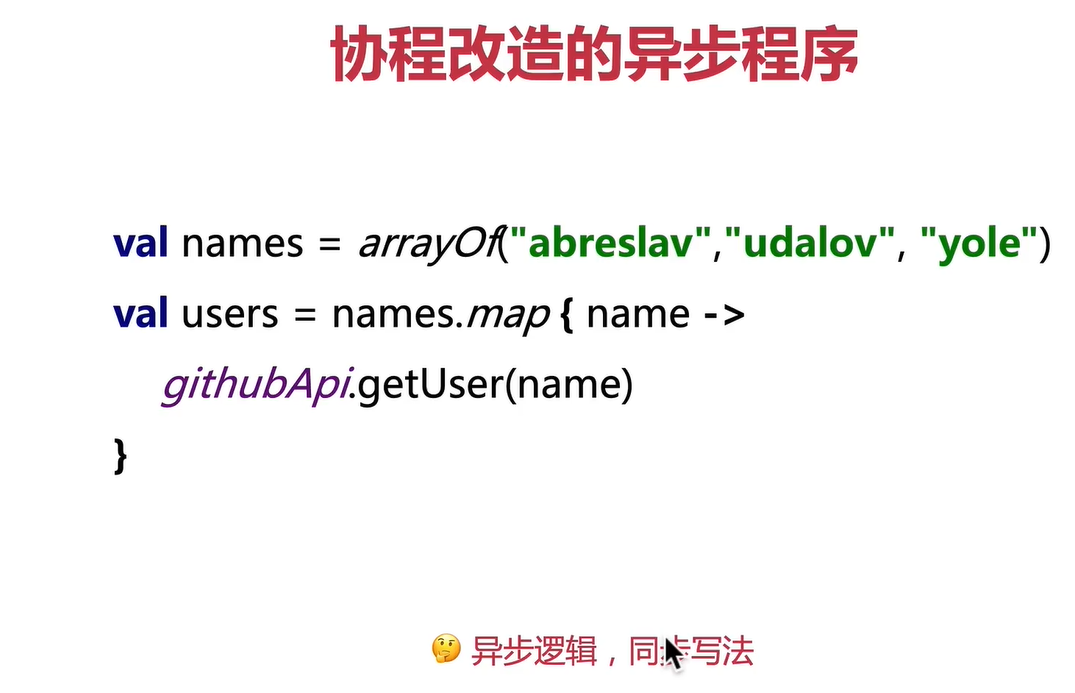 协程改造的异步程序
val names = arrayOf("abreslav","udalov", "yole")
val users = names.map { name ->
githubApi.getUser(name)
}
🤔 异步逻辑，同步写法